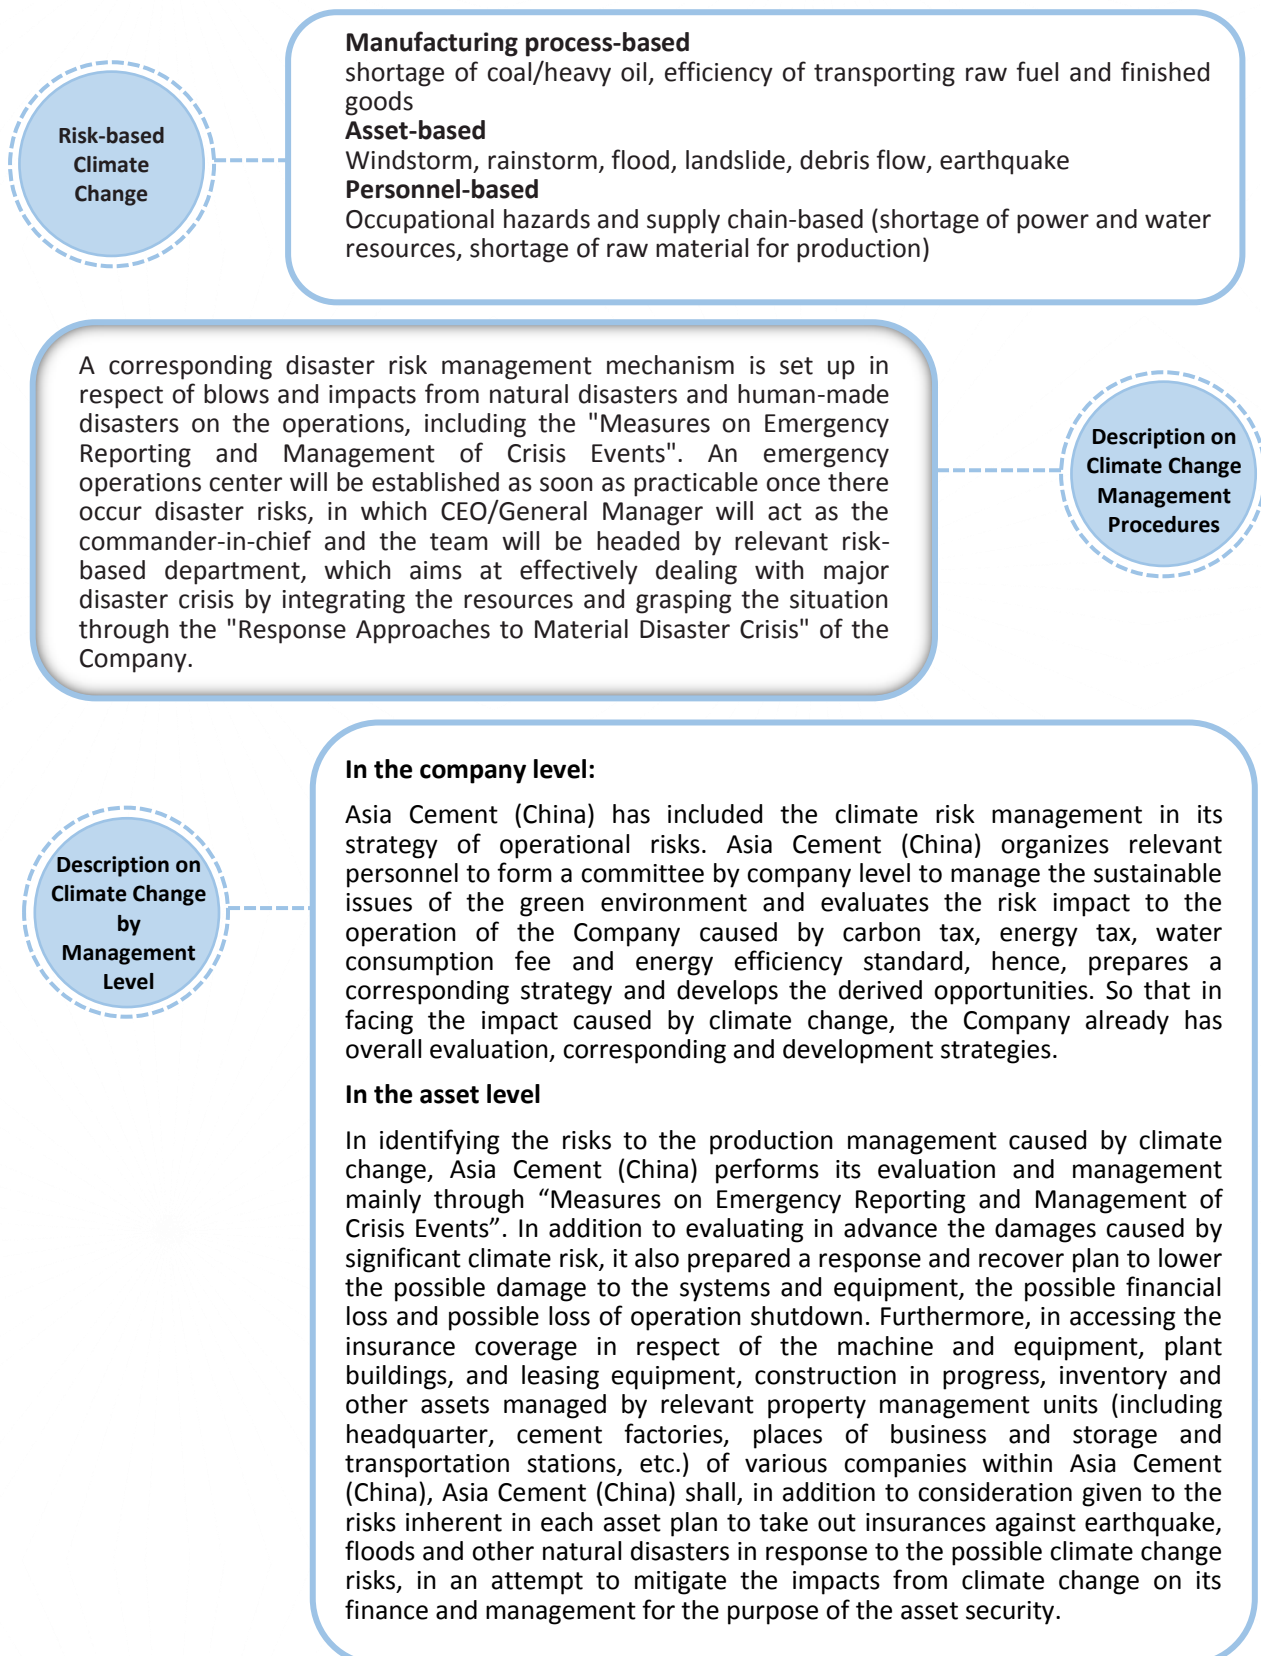 Risk-based
Climate
Change
Manufacturing process-based
shortage of coal/heavy oil, efficiency of transporting raw fuel and finished
goods
Asset-based
Windstorm, rainstorm, flood, landslide, debris flow, earthquake
Personnel-based
Occupational hazards and supply chain-based (shortage of power and water
resources, shortage of raw material for production)
A corresponding disaster risk management mechanism is set up in
respect of blows and impacts from natural disasters and human-made
disasters on the operations, including the "Measures on Emergency
Reporting and Management of Crisis Events". An emergency
operations center will be established as soon as practicable once there
occur disaster risks, in which CEO/General Manager will act as the
commander-in-chief and the team will be headed by relevant risk-
based department, which aims at effectively dealing with major
disaster crisis by integrating the resources and grasping the situation
through the "Response Approaches to Material Disaster Crisis" of the
Company.
Description on
Climate Change
Management
Procedures
Description on
Climate Change
by
Management
Level
In the company level:
Asia Cement (China) has included the climate risk management in its
strategy of operational risks. Asia Cement (China) organizes relevant
personnel to form a committee by company level to manage the sustainable
issues of the green environment and evaluates the risk impact to the
operation of the Company caused by carbon tax, energy tax, water
consumption fee and energy efficiency standard, hence, prepares a
corresponding strategy and develops the derived opportunities. So that in
facing the impact caused by climate change, the Company already has
overall evaluation, corresponding and development strategies.
In the asset level
In identifying the risks to the production management caused by climate
change, Asia Cement (China) performs its evaluation and management
mainly through “Measures on Emergency Reporting and Management of
Crisis Events”. In addition to evaluating in advance the damages caused by
significant climate risk, it also prepared a response and recover plan to lower
the possible damage to the systems and equipment, the possible financial
loss and possible loss of operation shutdown. Furthermore, in accessing the
insurance coverage in respect of the machine and equipment, plant
buildings, and leasing equipment, construction in progress, inventory and
other assets managed by relevant property management units (including
headquarter, cement factories, places of business and storage and
transportation stations, etc.) of various companies within Asia Cement
(China), Asia Cement (China) shall, in addition to consideration given to the
risks inherent in each asset plan to take out insurances against earthquake,
floods and other natural disasters in response to the possible climate change
risks, in an attempt to mitigate the impacts from climate change on its
finance and management for the purpose of the asset security.